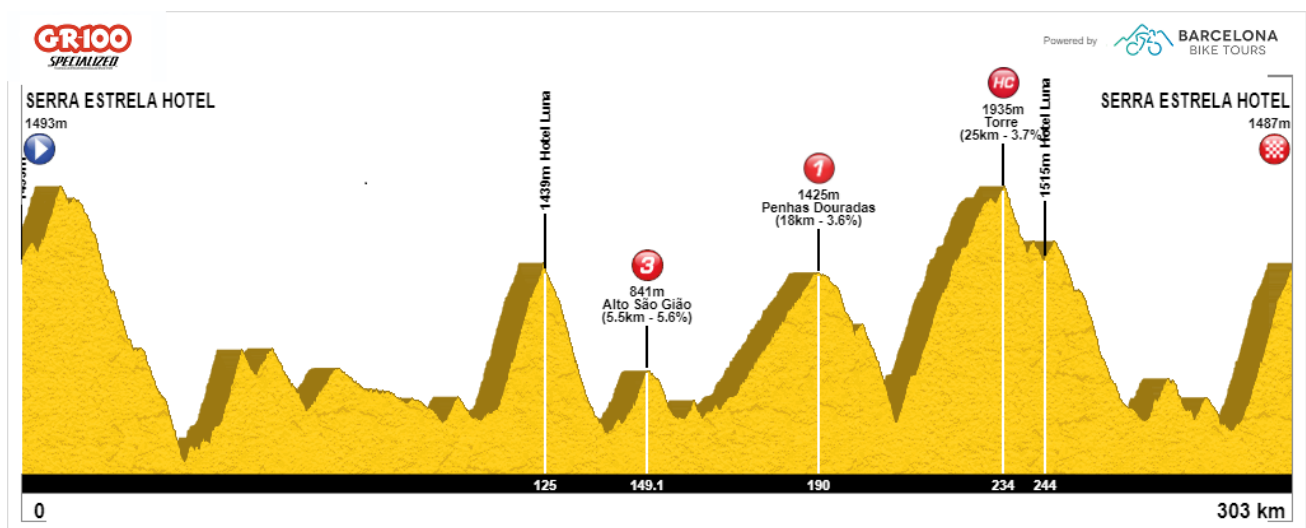 GR-100
SPECIALIZED
Powered by
BARCELONA
BIKE TOURS
SERRA ESTRELA HOTEL
1493m
1439m Hotel Luna
3
841m
Alto São Gião
(5.5km - 5.6%)
1
1425m
Penhas Douradas
(18km - 3.6%)
HC
1935m
Torre
(25km - 3.7%
1515m Hotel Luna
SERRA ESTRELA HOTEL
1487m
125
149.1
190
234
244
0
303 km